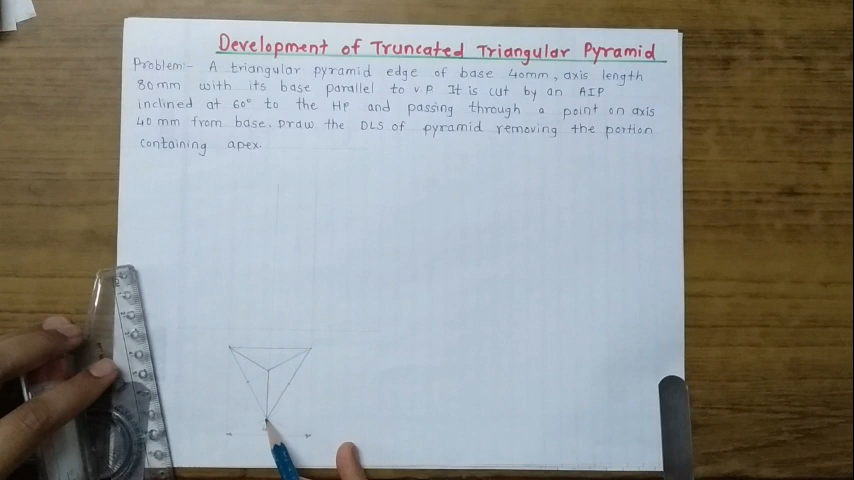 Development of Truncated Triangular Pyramid
Problem:- A triangular pyramid edge of base 40mm, axis length
80mm with its base parallel to V.P. It is cut by an AIP
inclined at 60° to the HP and passing through a point on axis
40 mm from base. Draw the DLS of pyramid removing the portion
containing apex.